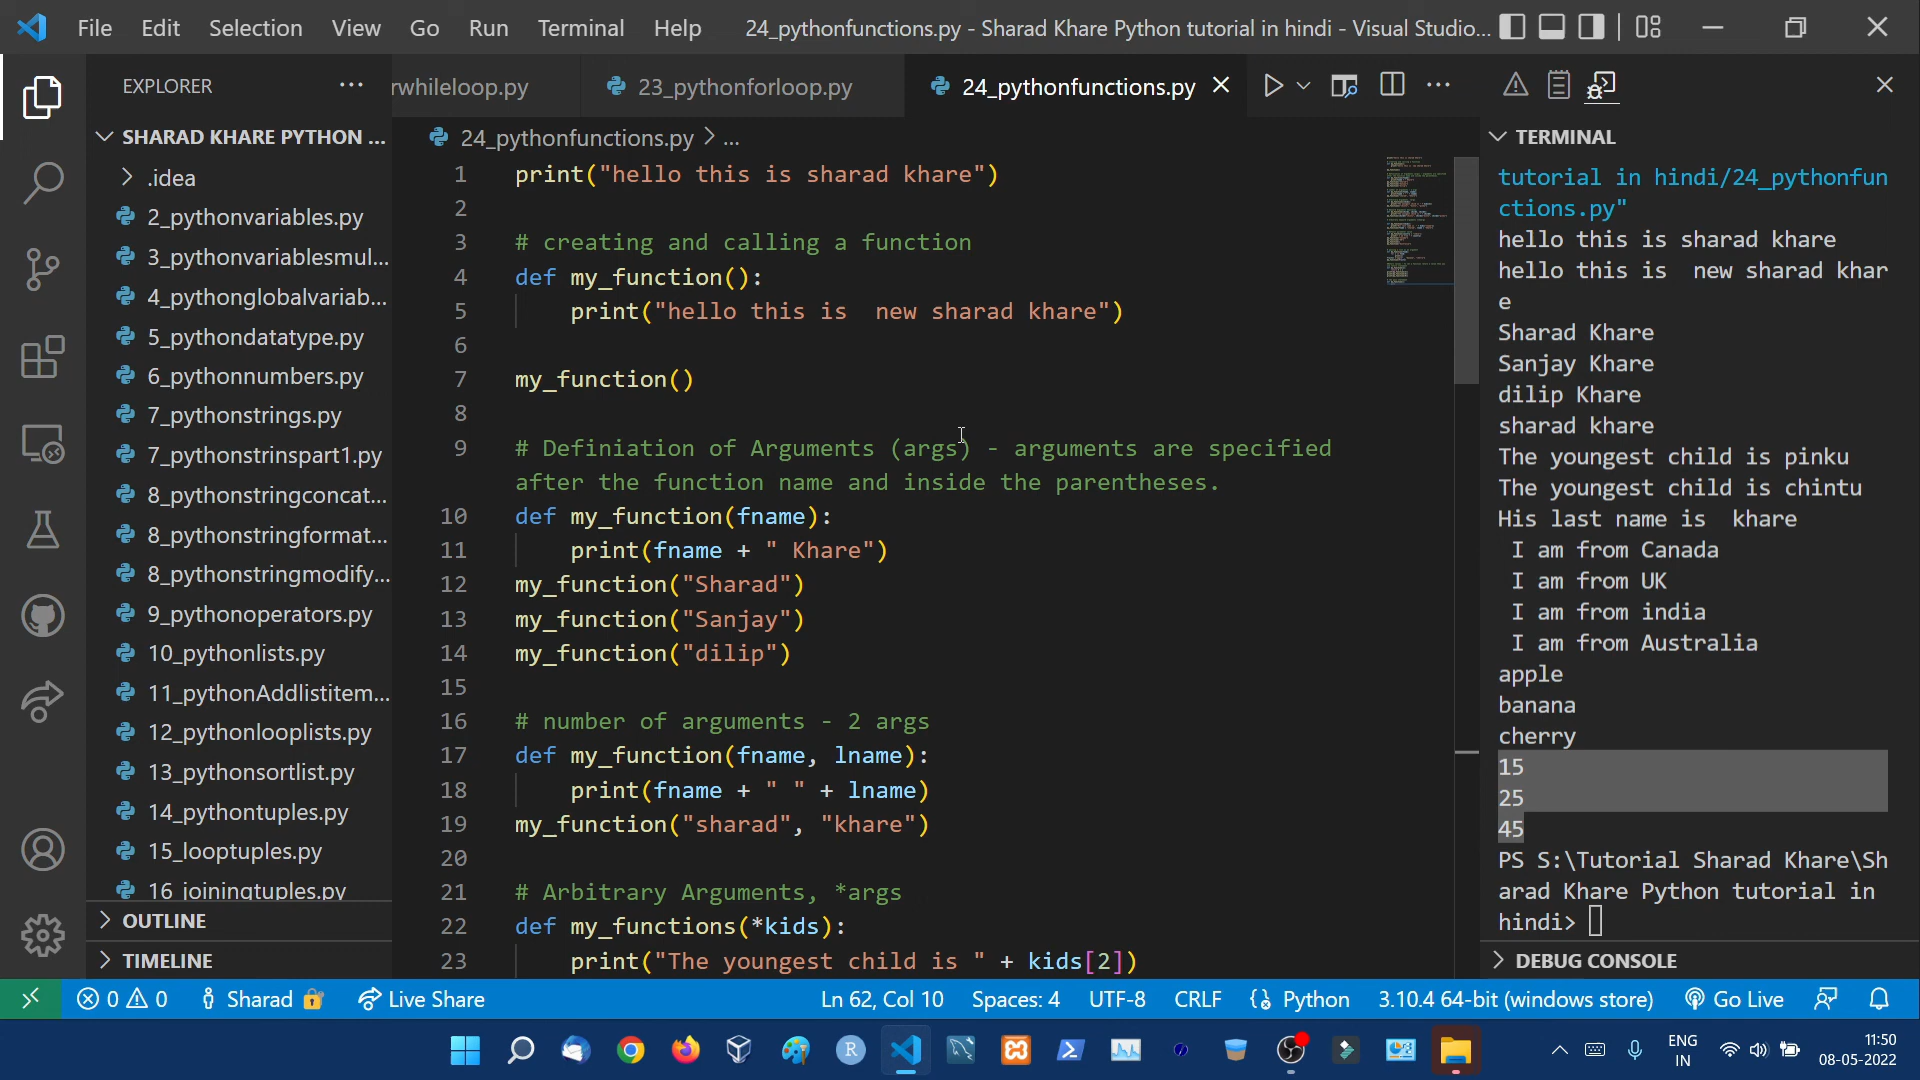 File Edit Selection View Go Run Terminal Help 24_pythonfunctions.py - Sharad Khare Python tutorial in hindi - Visual Studio...
EXPLORER
rwhileloop.py 23_pythonforloop.py 24_pythonfunctions.py
SHARAD KHARE PYTHON ...
.idea
2_pythonvariables.py
3_pythonvariablesmul...
4_pythonglobalvariab...
5_pythondatatype.py
6_pythonnumbers.py
7_pythonstrings.py
7_pythonstrinspart1.py
8_pythonstringconcat...
8_pythonstringformat...
8_pythonstringmodify...
9_pythonoperators.py
10_pythonlists.py
11_pythonAddlistitem...
12_pythonlooplists.py
13_pythonsortlist.py
14_pythontuples.py
15_looptuples.py
16_joiningtuples.py
OUTLINE
TIMELINE
24_pythonfunctions.py > ...
1 print("hello this is sharad khare")
2
3 # creating and calling a function
4 def my_function():
5 print("hello this is  new sharad khare")
6
7 my_function()
8
9 # Definiation of Arguments (args) - arguments are specified
after the function name and inside the parentheses.
10 def my_function(fname):
11 print(fname + " Khare")
12 my_function("Sharad")
13 my_function("Sanjay")
14 my_function("dilip")
15
16 # number of arguments - 2 args
17 def my_function(fname, lname):
18 print(fname + " " + lname)
19 my_function("sharad", "khare")
20
21 # Arbitrary Arguments, *args
22 def my_functions(*kids):
23 print("The youngest child is " + kids[2])
TERMINAL
tutorial in hindi/24_pythonfun
ctions.py"
hello this is sharad khare
hello this is  new sharad khar
e
Sharad Khare
Sanjay Khare
dilip Khare
sharad khare
The youngest child is pinku
The youngest child is chintu
His last name is  khare
I am from Canada
I am from UK
I am from india
I am from Australia
apple
banana
cherry
15
25
45
PS S:\Tutorial Sharad Khare\Sh
arad Khare Python tutorial in
hindi>
DEBUG CONSOLE
0 0 Sharad Live Share Ln 62, Col 10 Spaces: 4 UTF-8 CRLF Python 3.10.4 64-bit (windows store) Go Live
R
ENG
IN
11:50
08-05-2022